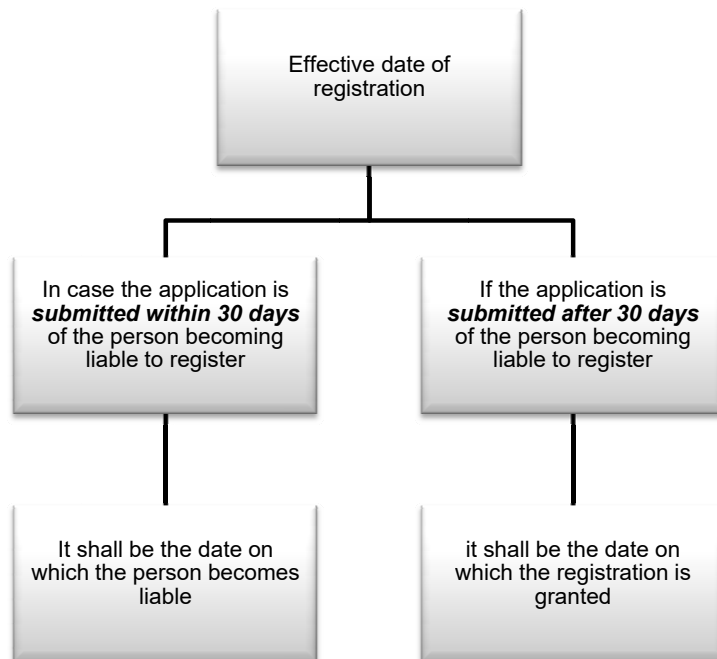 Effective date of
registration
In case the application is
submitted within 30 days
of the person becoming
liable to register
If the application is
submitted after 30 days
of the person becoming
liable to register
It shall be the date on
which the person becomes
liable
it shall be the date on
which the registration is
granted